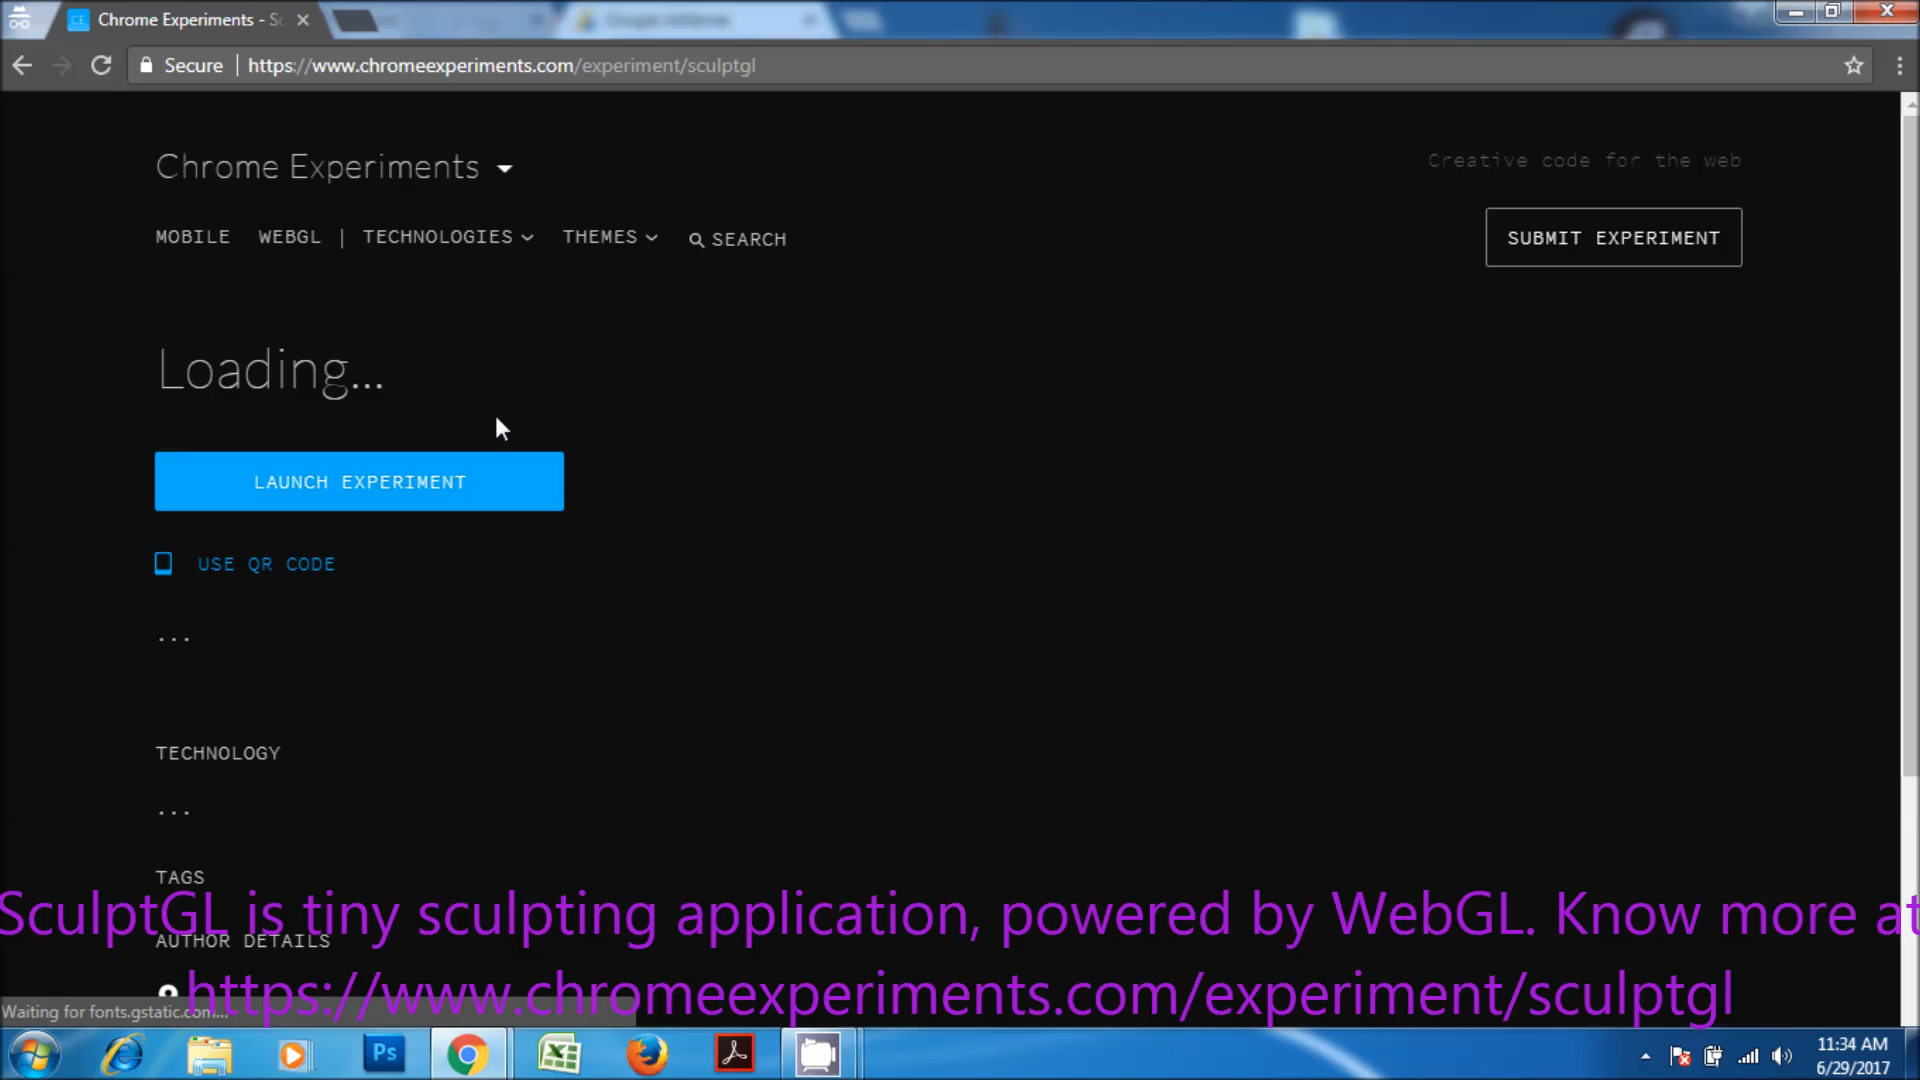 Chrome Experiments - Sc
Google AdSense
Secure
https://www.chromeexperiments.com/experiment/sculptgl
Chrome Experiments
Creative code for the web
MOBILE WEBGL | TECHNOLOGIES THEMES SEARCH
SUBMIT EXPERIMENT
Loading...
LAUNCH EXPERIMENT
USE QR CODE
...
TECHNOLOGY
...
TAGS
SculptGL is tiny sculpting application, powered by WebGL. Know more at
AUTHOR DETAILS
https://www.chromeexperiments.com/experiment/sculptgl
Waiting for fonts.gstatic.com...
Ps
11:34 AM
6/29/2017